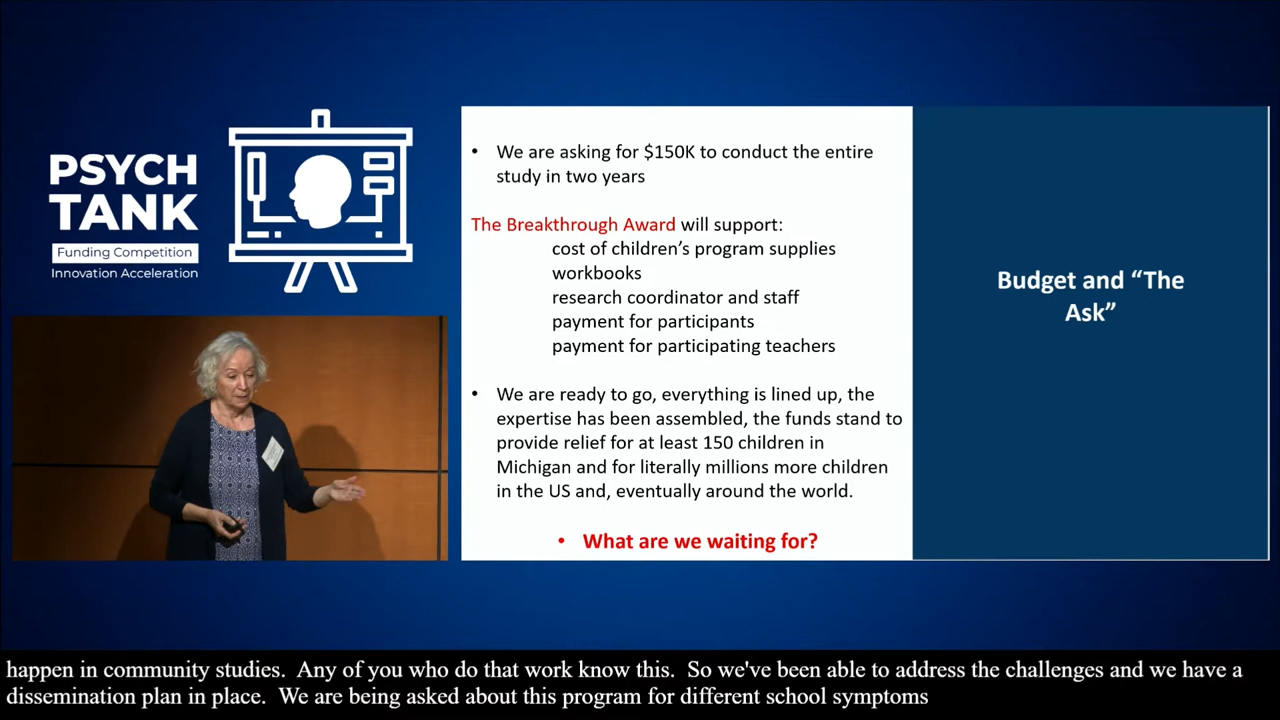 PSYCH
TANK
Funding Competition
Innovation Acceleration
• We are asking for $150K to conduct the entire
study in two years
The Breakthrough Award will support:
cost of children’s program supplies
workbooks
research coordinator and staff
payment for participants
payment for participating teachers
• We are ready to go, everything is lined up, the
expertise has been assembled, the funds stand to
provide relief for at least 150 children in
Michigan and for literally millions more children
in the US and, eventually around the world.
• What are we waiting for?
Budget and “The
Ask”
happen in community studies.  Any of you who do that work know this.  So we've been able to address the challenges and we have a
dissemination plan in place.  We are being asked about this program for different school symptoms